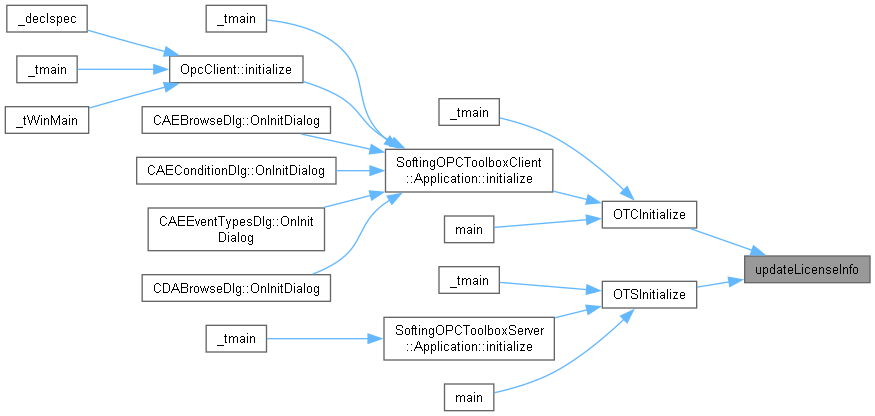 _declspec
_tmain
_tmain
OpcClient::initialize
_tWinMain
CAEBrowseDlg::OnInitDialog
_tmain
SoftingOPCToolboxClient
::Application::initialize
CAEConditionDlg::OnInitDialog
CAEEventTypesDlg::OnInit
Dialog
OTCInitialize
main
CDABrowseDlg::OnInitDialog
updateLicenseInfo
_tmain
OTSInitialize
_tmain
SoftingOPCToolboxServer
::Application::initialize
main